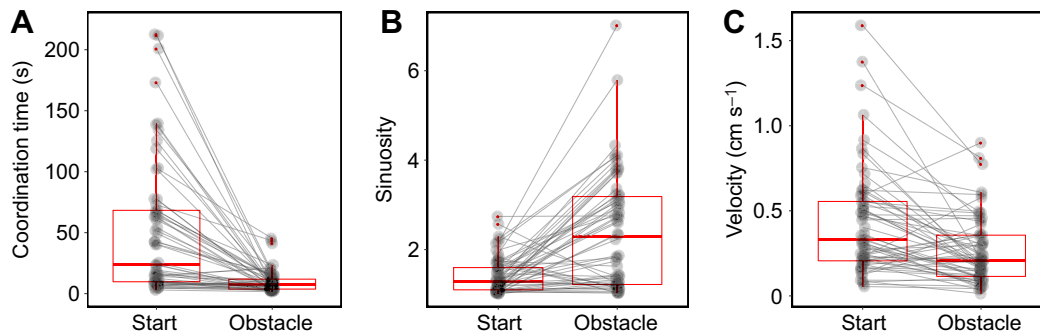 A
Coordination time (s)
200
150
100
50
0
Start
Obstacle
B
Sinuosity
6
4
2
Start
Obstacle
C
Velocity (cm s⁻¹)
1.5
1.0
0.5
0
Start
Obstacle